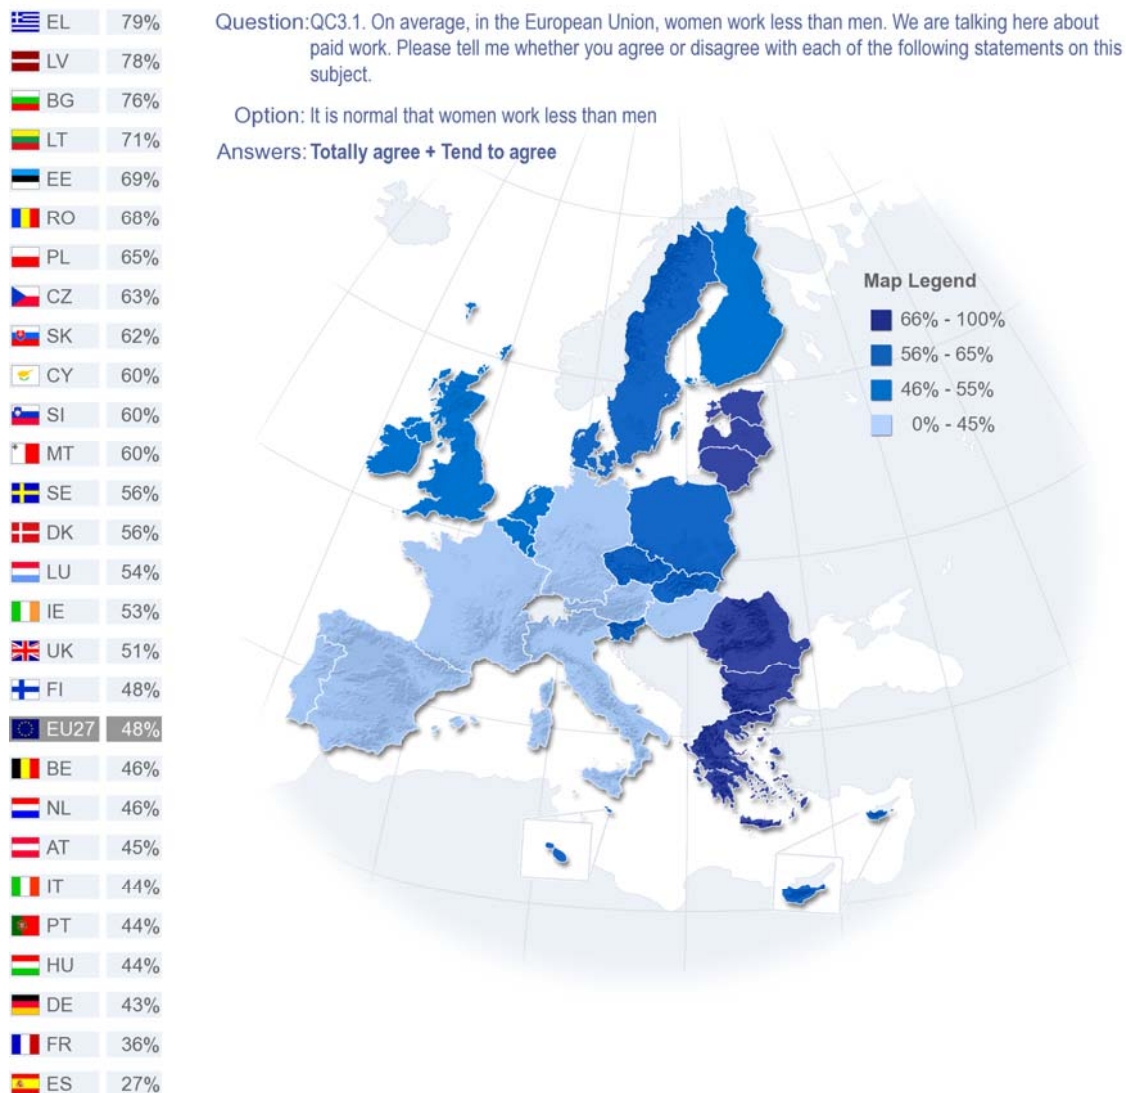 EL 79%
LV 78%
BG 76%
LT 71%
EE 69%
RO 68%
PL 65%
CZ 63%
SK 62%
CY 60%
SI 60%
MT 60%
SE 56%
DK 56%
LU 54%
IE 53%
UK 51%
FI 48%
EU27 48%
BE 46%
NL 46%
AT 45%
IT 44%
PT 44%
HU 44%
DE 43%
FR 36%
ES 27%
Question: QC3.1. On average, in the European Union, women work less than men. We are talking here about
paid work. Please tell me whether you agree or disagree with each of the following statements on this
subject.
Option: It is normal that women work less than men
Answers: Totally agree + Tend to agree
Map Legend
66% - 100%
56% - 65%
46% - 55%
0% - 45%